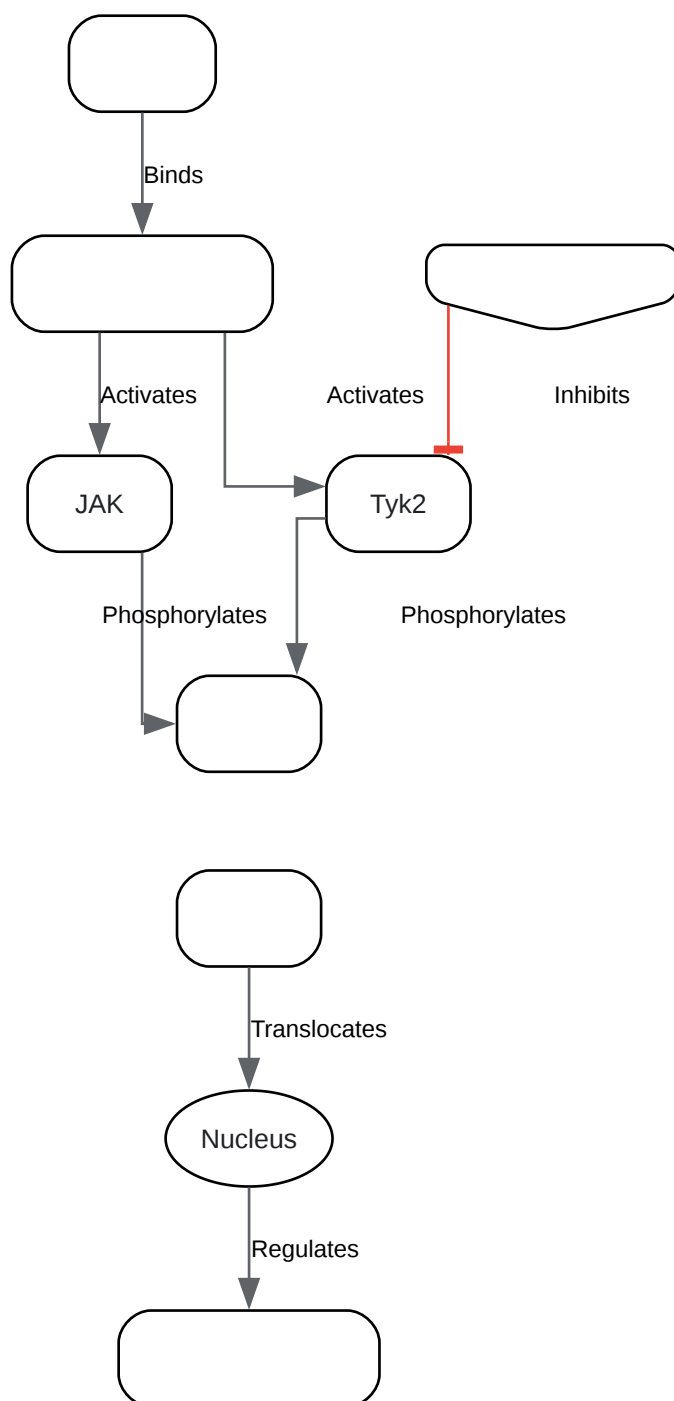 Binds
Activates
Activates
Inhibits
JAK
Tyk2
Phosphorylates
Phosphorylates
Translocates
Nucleus
Regulates